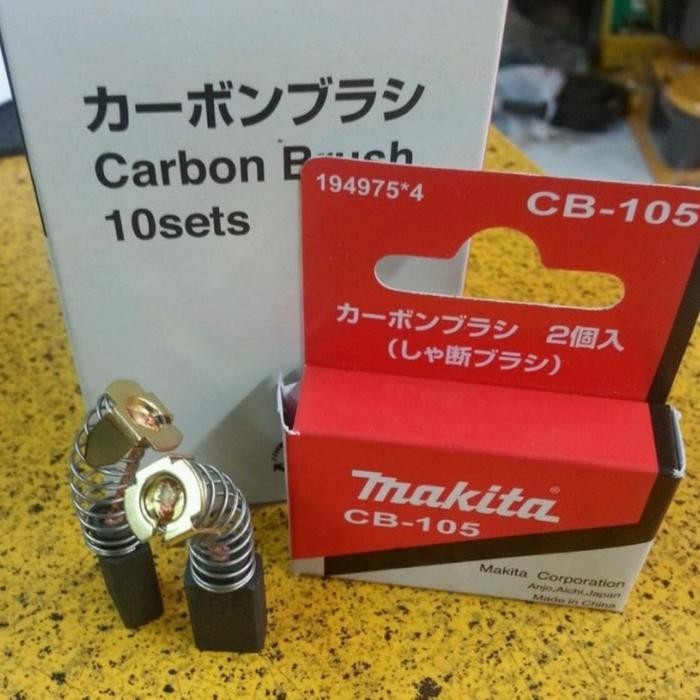 カーボンブラシ
Carbon Brush
10sets
194975*4
CB-105
カーボンブラシ 2個入
(しゃ断ブラシ)
makita®
CB-105
Makita Corporation
Anjo,Aichi,Japan
Made in China